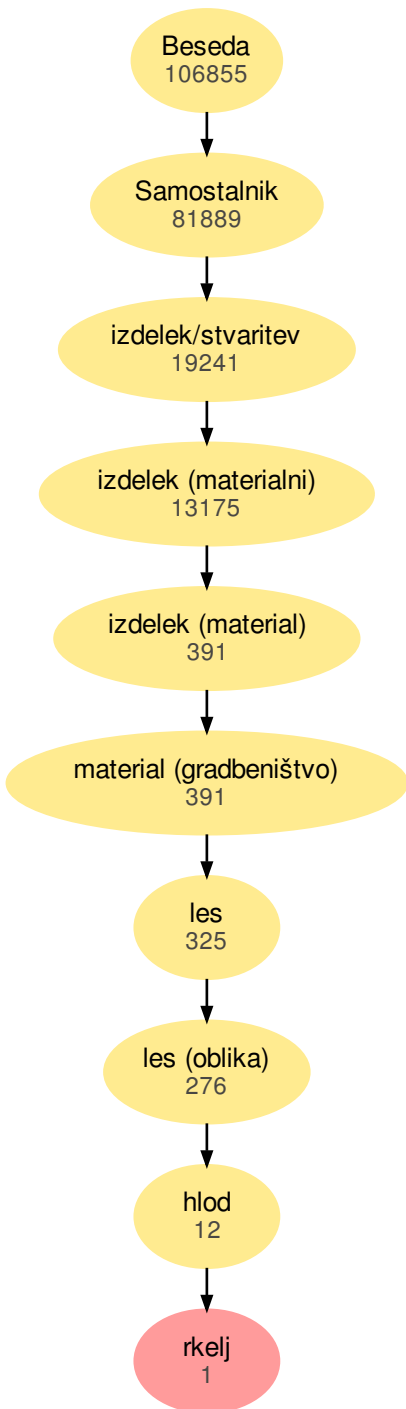 Beseda
106855
Samostalnik
81889
izdelek/stvaritev
19241
izdelek (materialni)
13175
izdelek (material)
391
material (gradbeništvo)
391
les
325
les (oblika)
276
hlod
12
rkelj
1